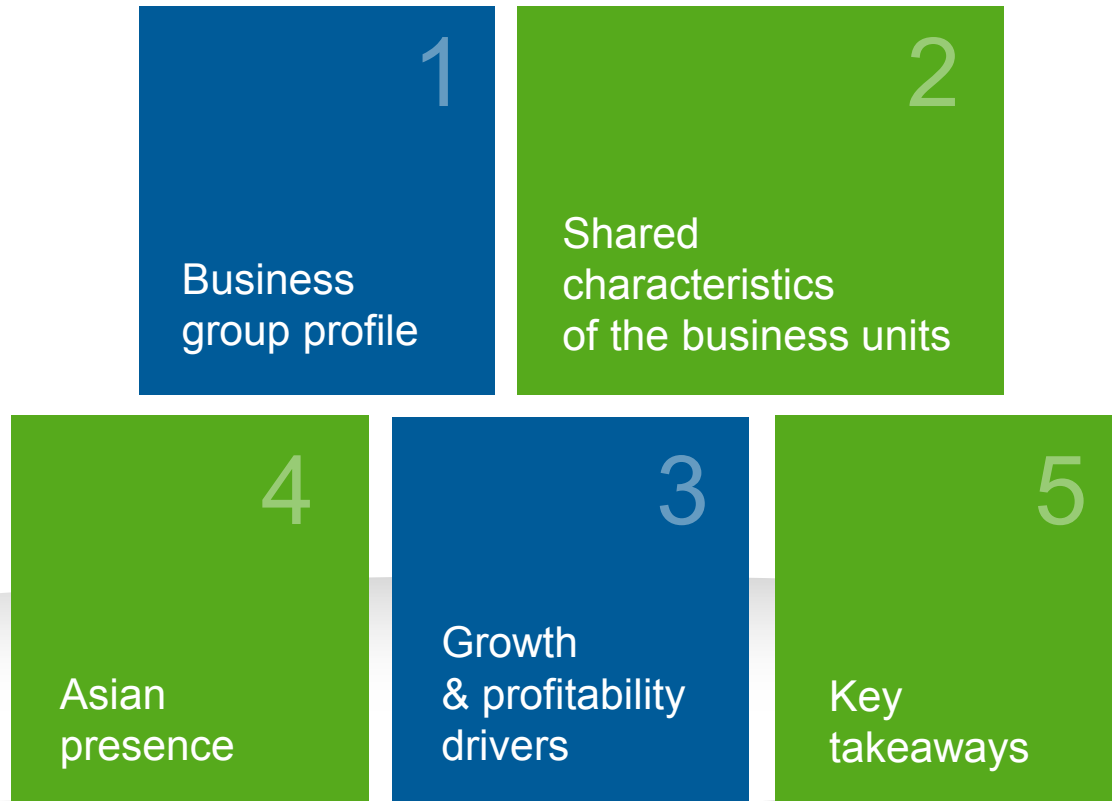 1
Business
group profile
2
Shared
characteristics
of the business units
4
Asian
presence
3
Growth
& profitability
drivers
5
Key
takeaways